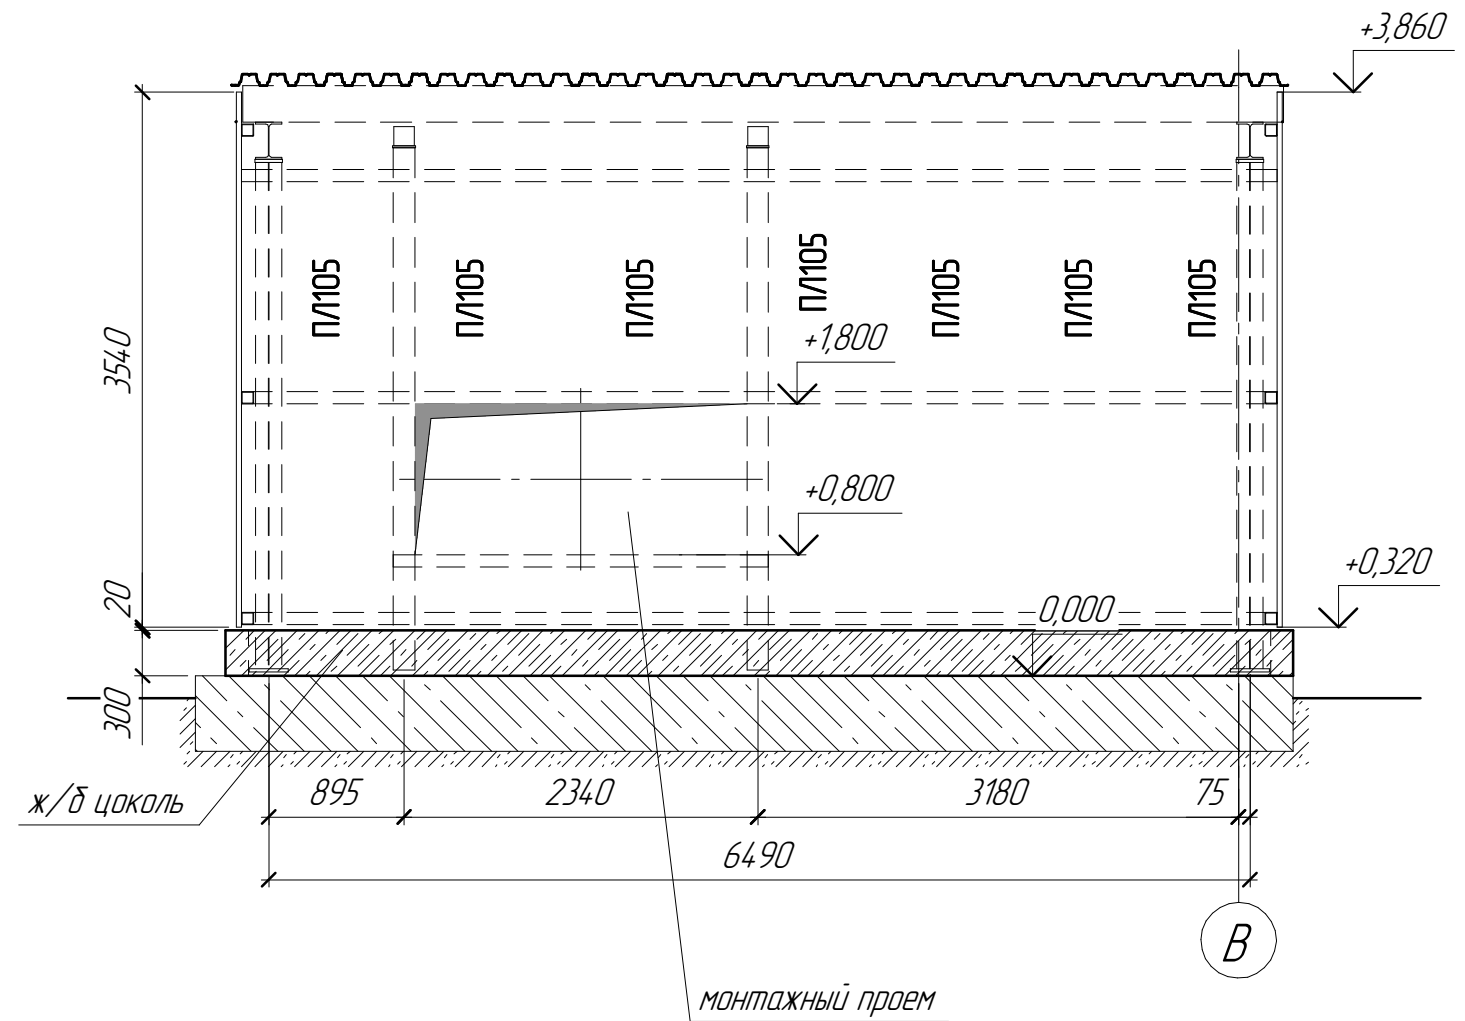 +3,860
ПЛ105
ПЛ105
ПЛ105
ПЛ105
ПЛ105
ПЛ105
ПЛ105
3540
+1,800
+0,800
+0,320
20
0,000
300
ж/б цоколь
895
2340
3180
75
6490
В
монтажный проем